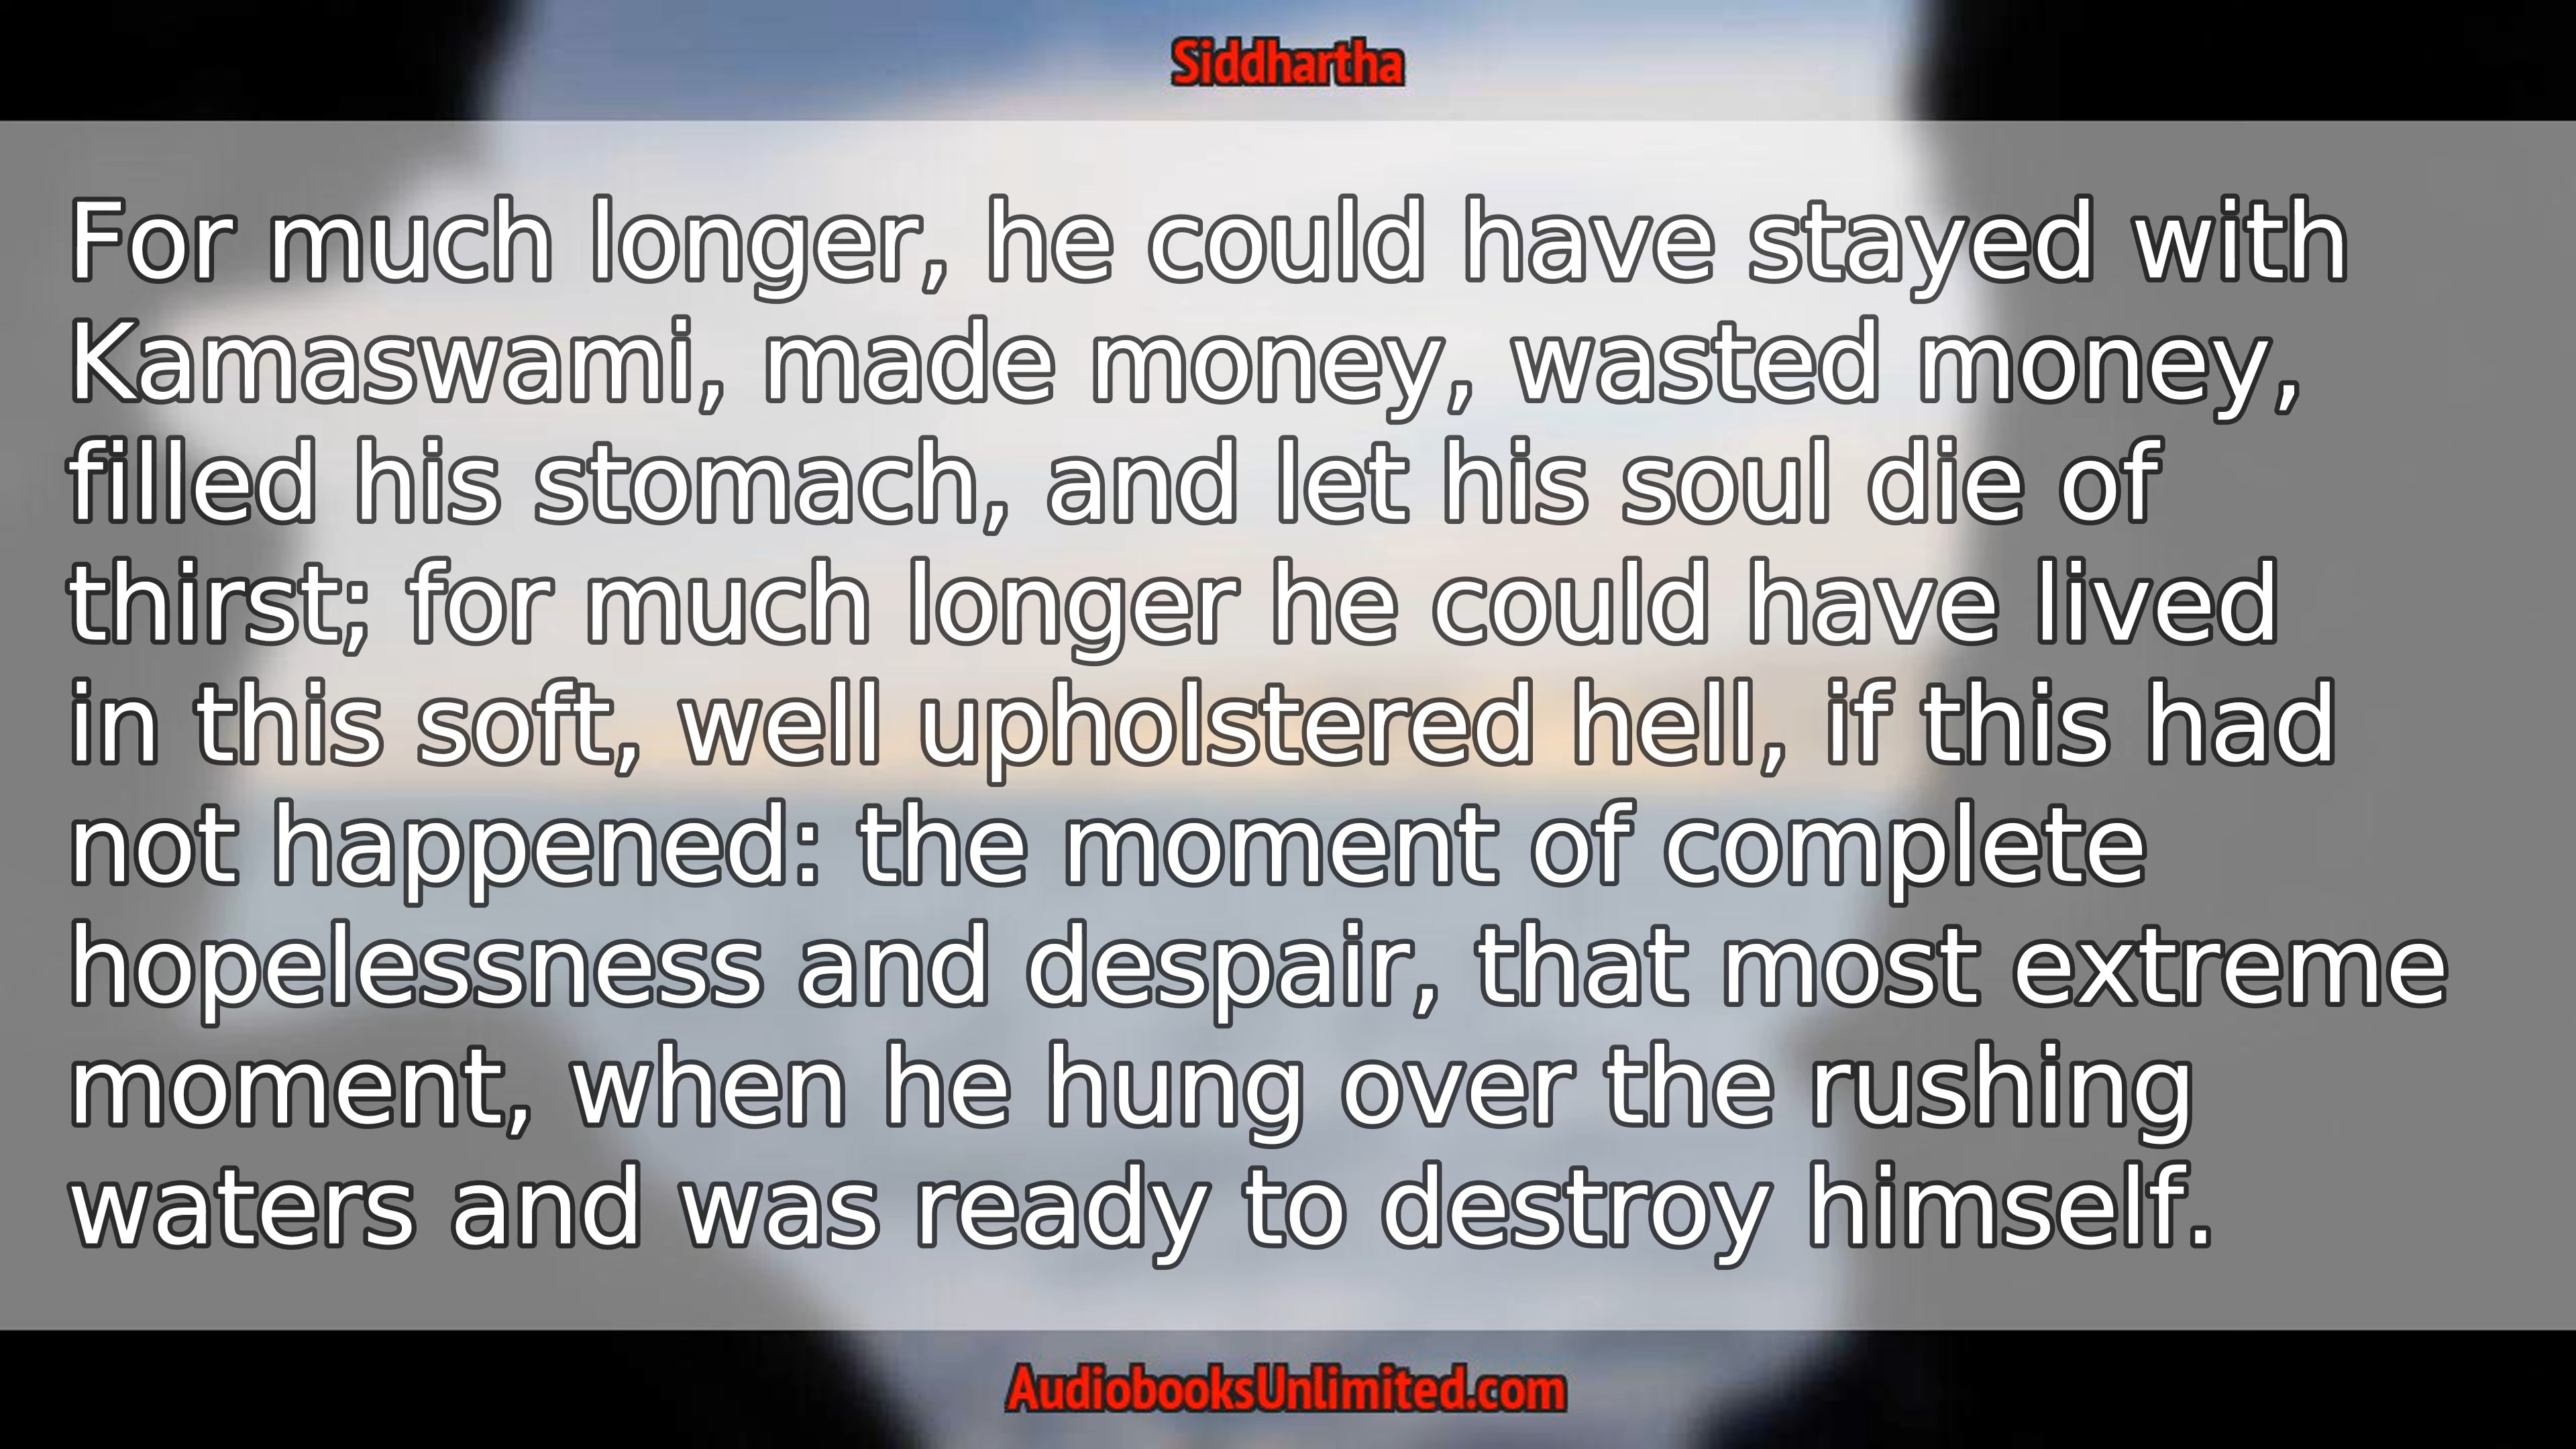 Siddhartha
For much longer, he could have stayed with
Kamaswami, made money, wasted money,
filled his stomach, and let his soul die of
thirst; for much longer he could have lived
in this soft, well upholstered hell, if this had
not happened: the moment of complete
hopelessness and despair, that most extreme
moment, when he hung over the rushing
waters and was ready to destroy himself.
AudiobooksUnlimited.com